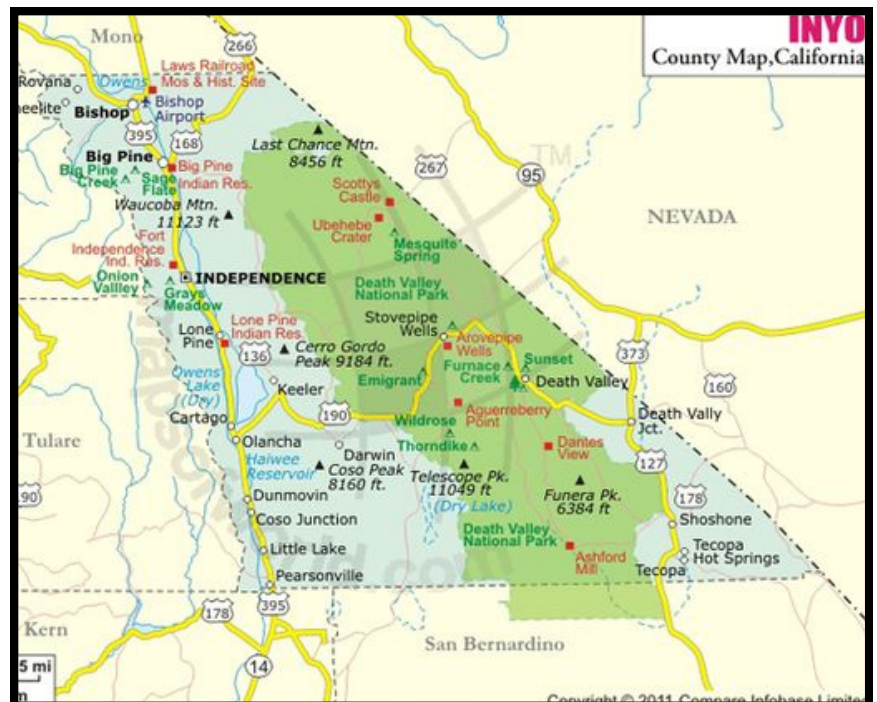 INYO
County Map,California
Mono
266
Laws Railroad
Mos & Hist. Site
Rovana
Owens
Bishop
Bishop
Airport
395
168
Big Pine
Big Pine
Indian Res.
Big Pine
Creek
Sage
Flate
Last Chance Mtn.
8456 ft
267
TM
95
Scottys
Castle
Waucoba Mtn.
11123 ft
Ubehebe
Crater
NEVADA
Fort
Independence
Ind. Res.
Mesquite
Spring
Onion
Vallley
INDEPENDENCE
Grays
Meadow
Death Valley
National Park
Stovepipe
Wells
Lone
Pine
Lone Pine
Indian Res.
Arovepipe
Wells
136
Cerro Gordo
Peak 9184 ft.
Furnace
Creek
Sunset
373
Owens
Lake
(Dry)
Keeler
Emigrant
Death Valley
160
Cartago
190
Wildrose
Aguerreberry
Point
Death Vally
Jct.
Tulare
Olancha
Thorndike
Dantes
View
Haiwee
Reservoir
Darwin
Coso Peak
8160 ft.
Telescope Pk.
11049 ft
(Dry Lake)
127
190
Dunmovin
Funera Pk.
6384 ft
178
Coso Junction
Death Valley
National Park
Shoshone
Little Lake
Ashford
Mill
Tecopa
Hot Springs
Tecopa
Pearsonville
178
395
Kern
San Bernardino
14
5 mi
Copyright © 2011 Compare Infobase Limite